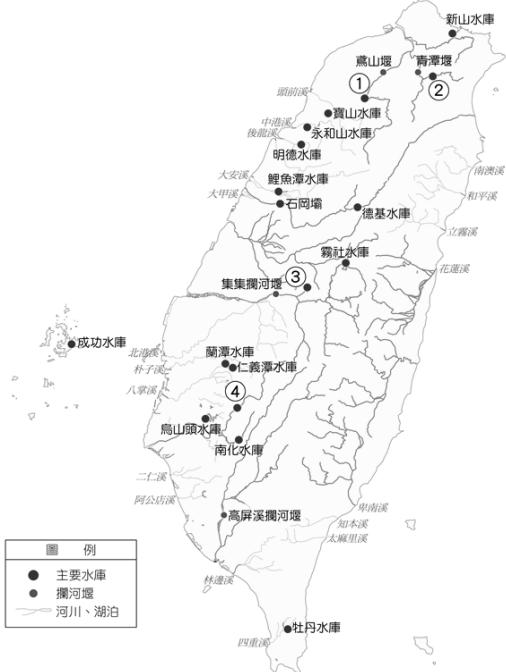 新山水庫
鳶山堰
青潭堰
①
②
頭前溪
寶山水庫
中港溪
後龍溪
永和山水庫
明德水庫
大安溪
鯉魚潭水庫
大甲溪
石岡壩
德基水庫
南澳溪
和平溪
立霧溪
霧社水庫
花蓮溪
③
集集攔河堰
成功水庫
北港溪
朴子溪
八掌溪
蘭潭水庫
仁義潭水庫
④
烏山頭水庫
南化水庫
二仁溪
阿公店溪
高屏溪攔河堰
卑南溪
知本溪
太麻里溪
林邊溪
四重溪
牡丹水庫
圖 例
主要水庫
攔河堰
河川、湖泊